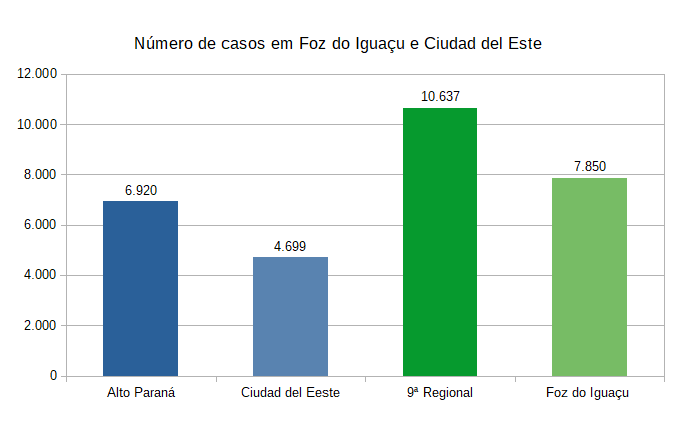 Número de casos em Foz do Iguaçu e Ciudad del Este
12.000
10.000
8.000
6.000
4.000
2.000
0
6.920
4.699
10.637
7.850
Alto Paraná
Ciudad del Eeste
9ª Regional
Foz do Iguaçu